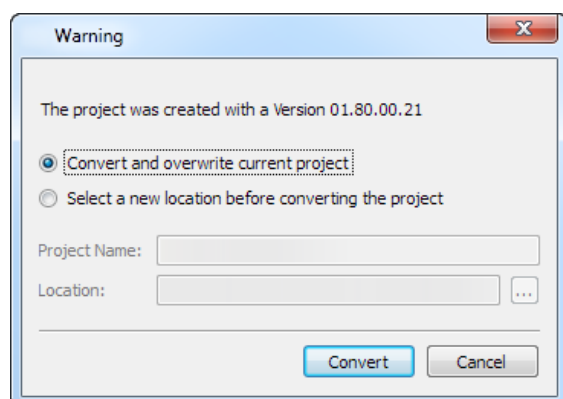 Warning
The project was created with a Version 01.80.00.21
Convert and overwrite current project
Select a new location before converting the project
Project Name:
Location:
...
Convert Cancel